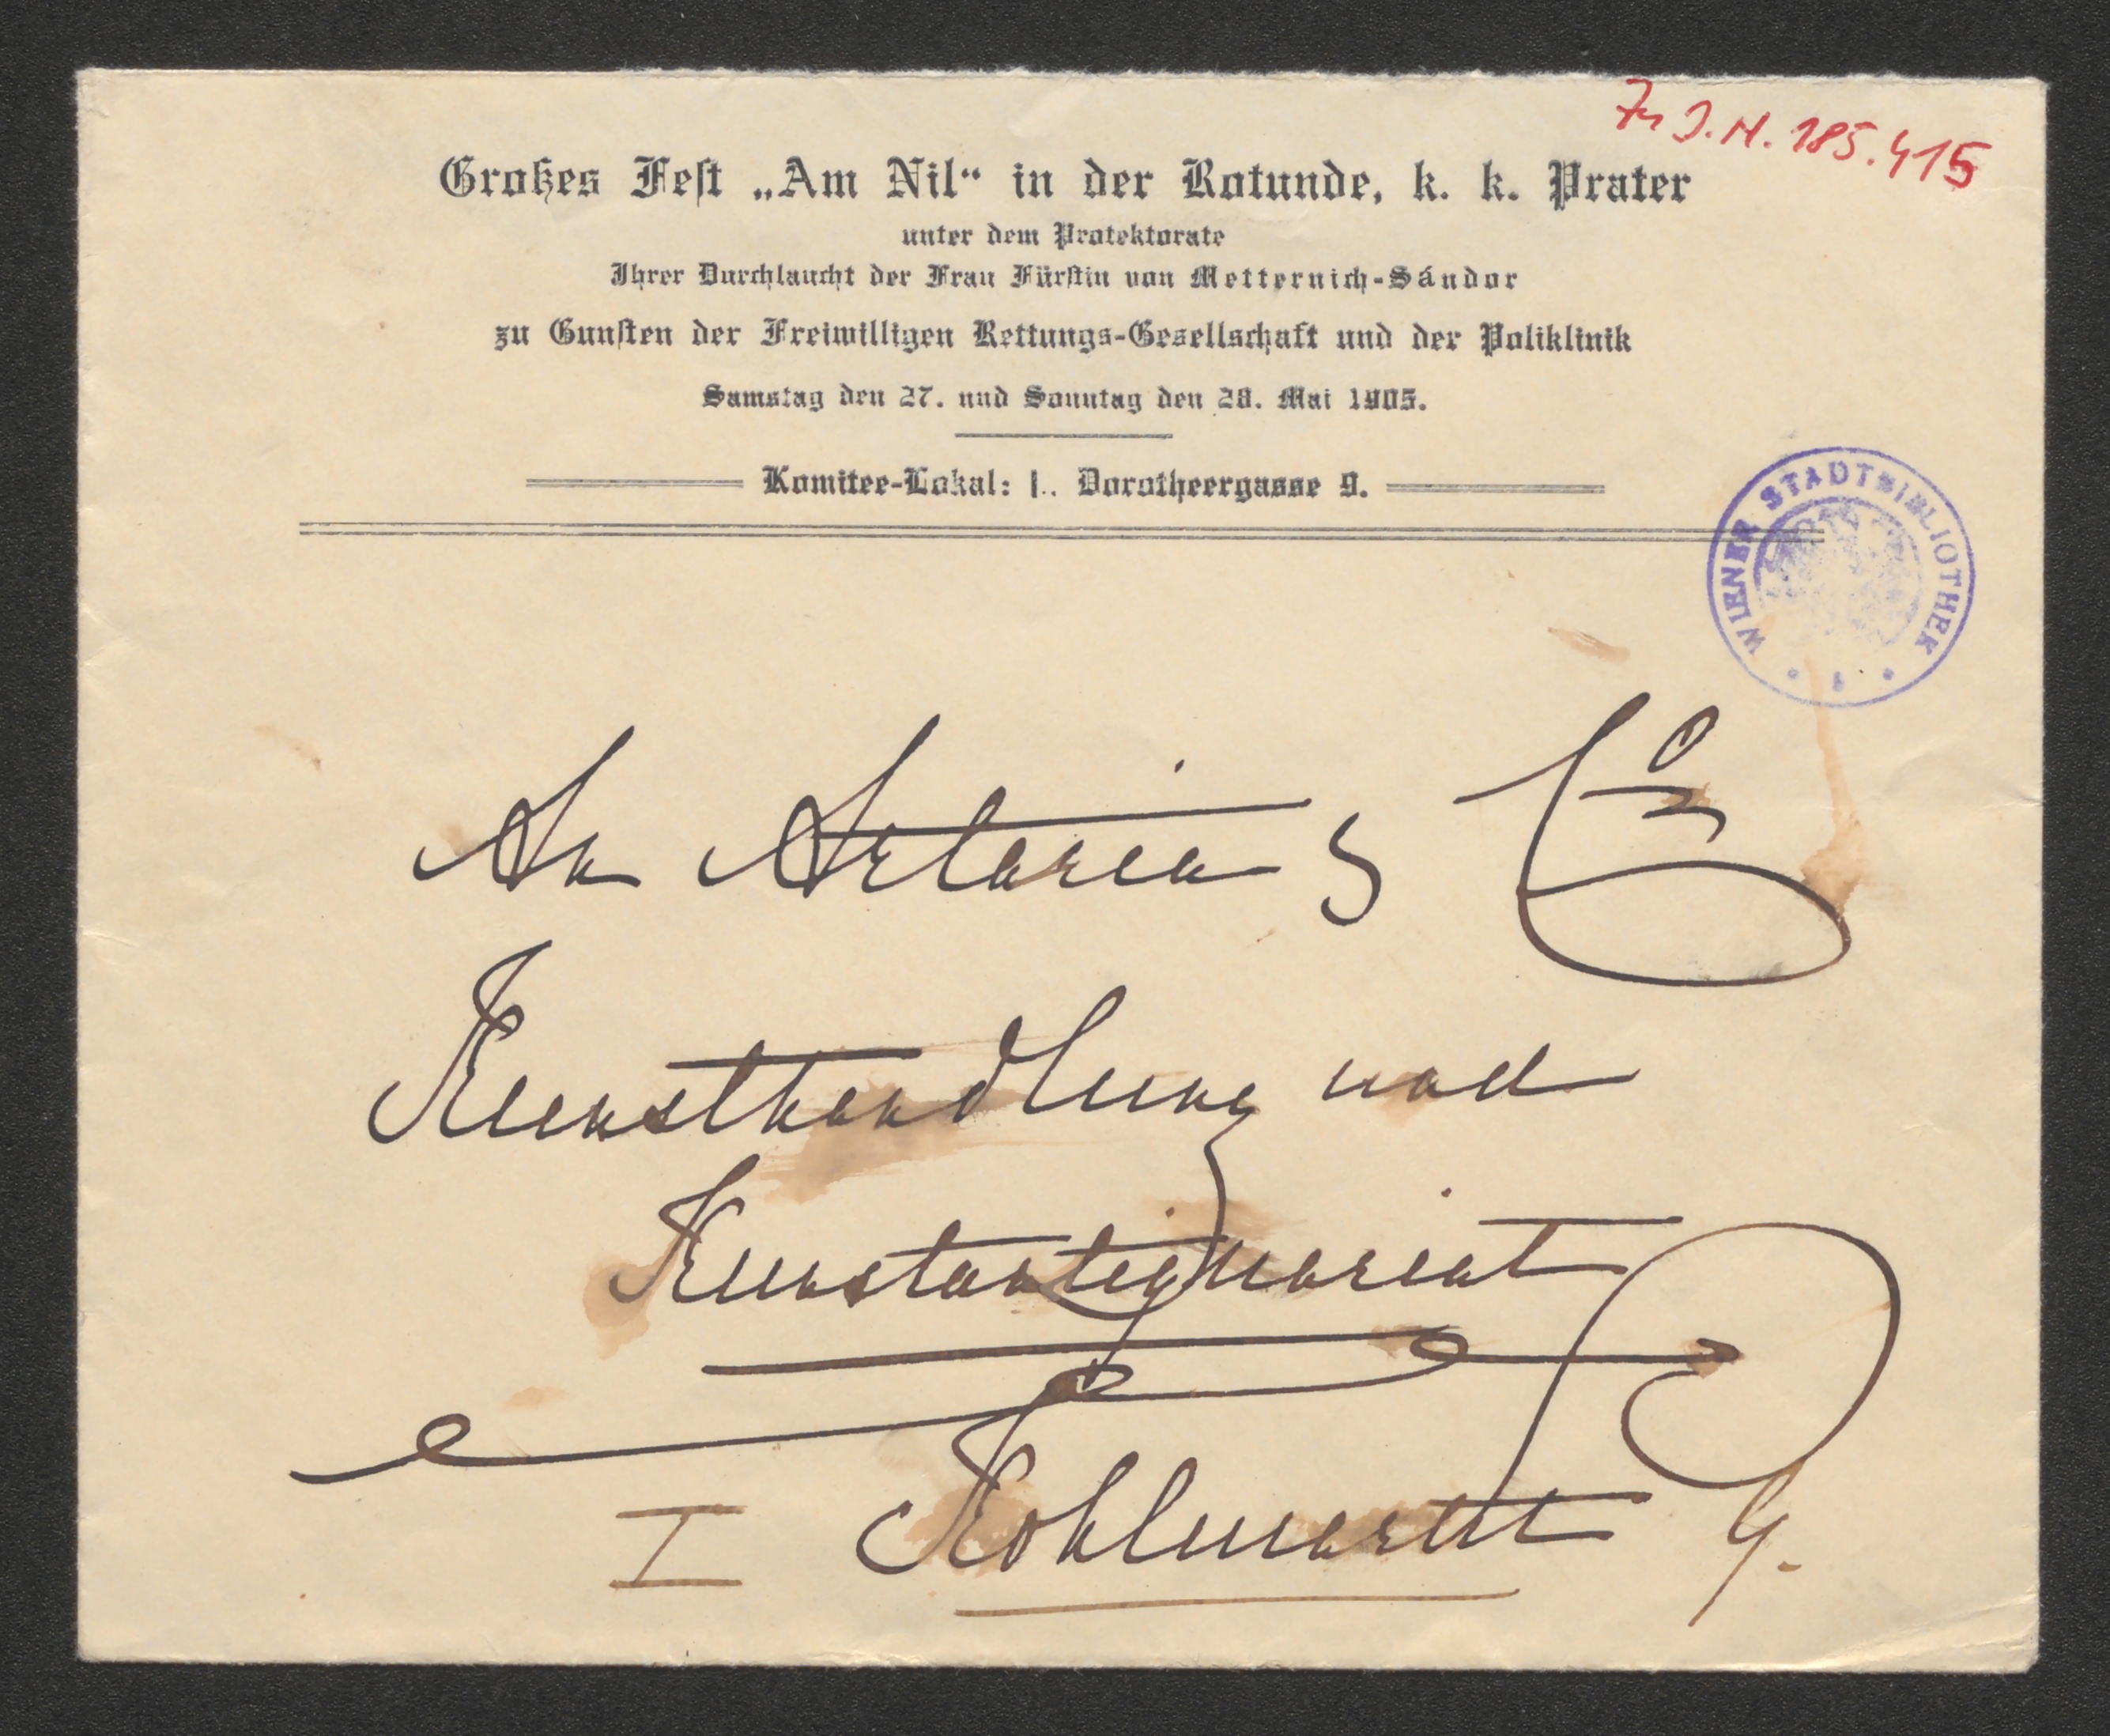 Zu I.N. 185.415
Großes Fest „Am Nil“ in der Rotunde, k. k. Prater
unter dem Protektorate
Ihrer Durchlaucht der Frau Fürstin von Metternich-Sándor
zu Gunsten der Freiwilligen Rettungs-Gesellschaft und der Poliklinik
Samstag den 27. und Sonntag den 28. Mai 1905.
Komitee-Lokal: I., Dorotheergasse 9.
WIENER STADTBIBLIOTHEK
An Artaria & Co
Kunsthandlung und
Kunstantiquariat
I Kohlmarkt 9.